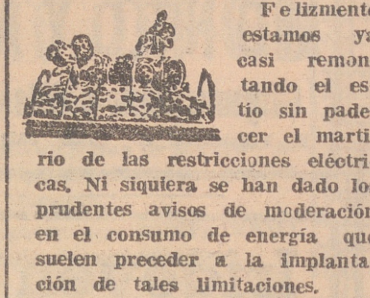 Felizmente
estamos ya
casi remon-
tando el es-
tío sin pade-
cer el marti-
rio de las restricciones eléctri-
cas. Ni siquiera se han dado los
prudentes avisos de moderación
en el consumo de energía que
suelen preceder a la implanta-
ción de tales limitaciones.